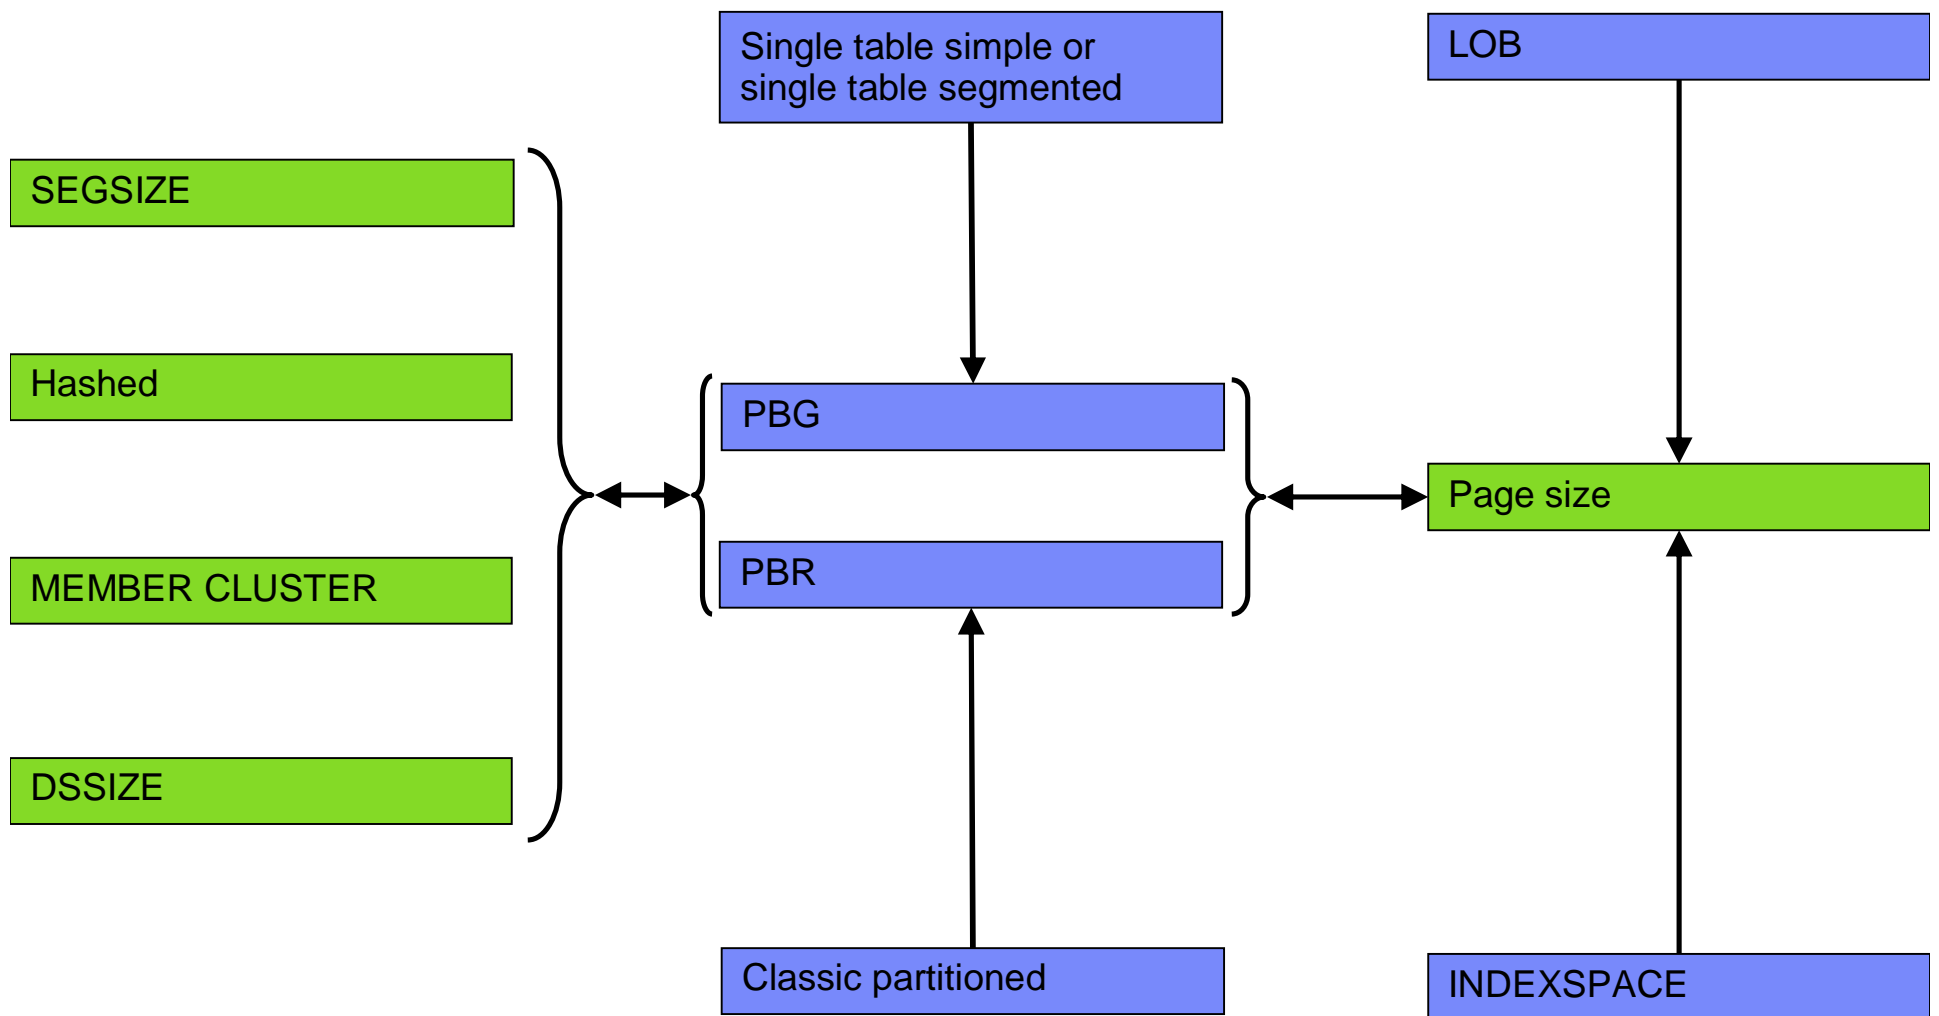 Single table simple or
single table segmented
LOB
SEGSIZE
Hashed
PBG
Page size
PBR
MEMBER CLUSTER
DSSIZE
Classic partitioned
INDEXSPACE